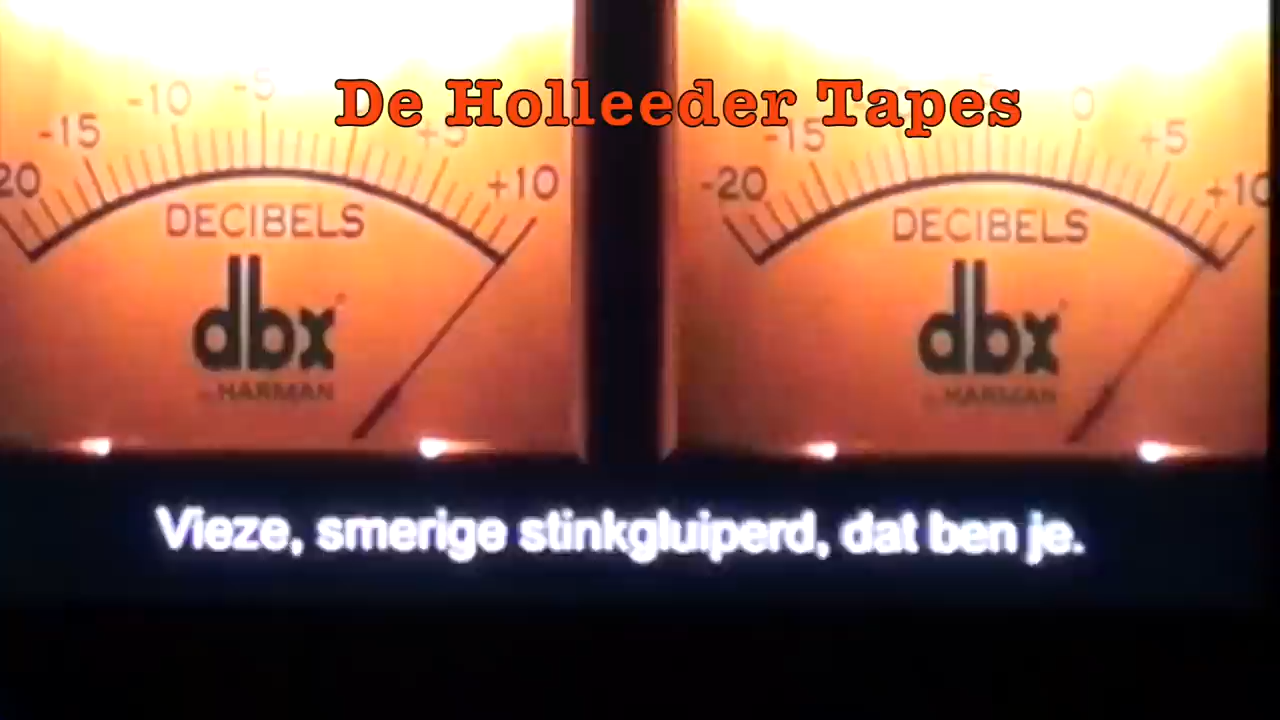 De Holleeder Tapes
-15 -10 -5 +5
20 +10
DECIBELS
dbx
HARMAN
-15 0 +5
-20 +10
DECIBELS
dbx
HARMAN
Vieze, smerige stinkgluiperd, dat ben je.